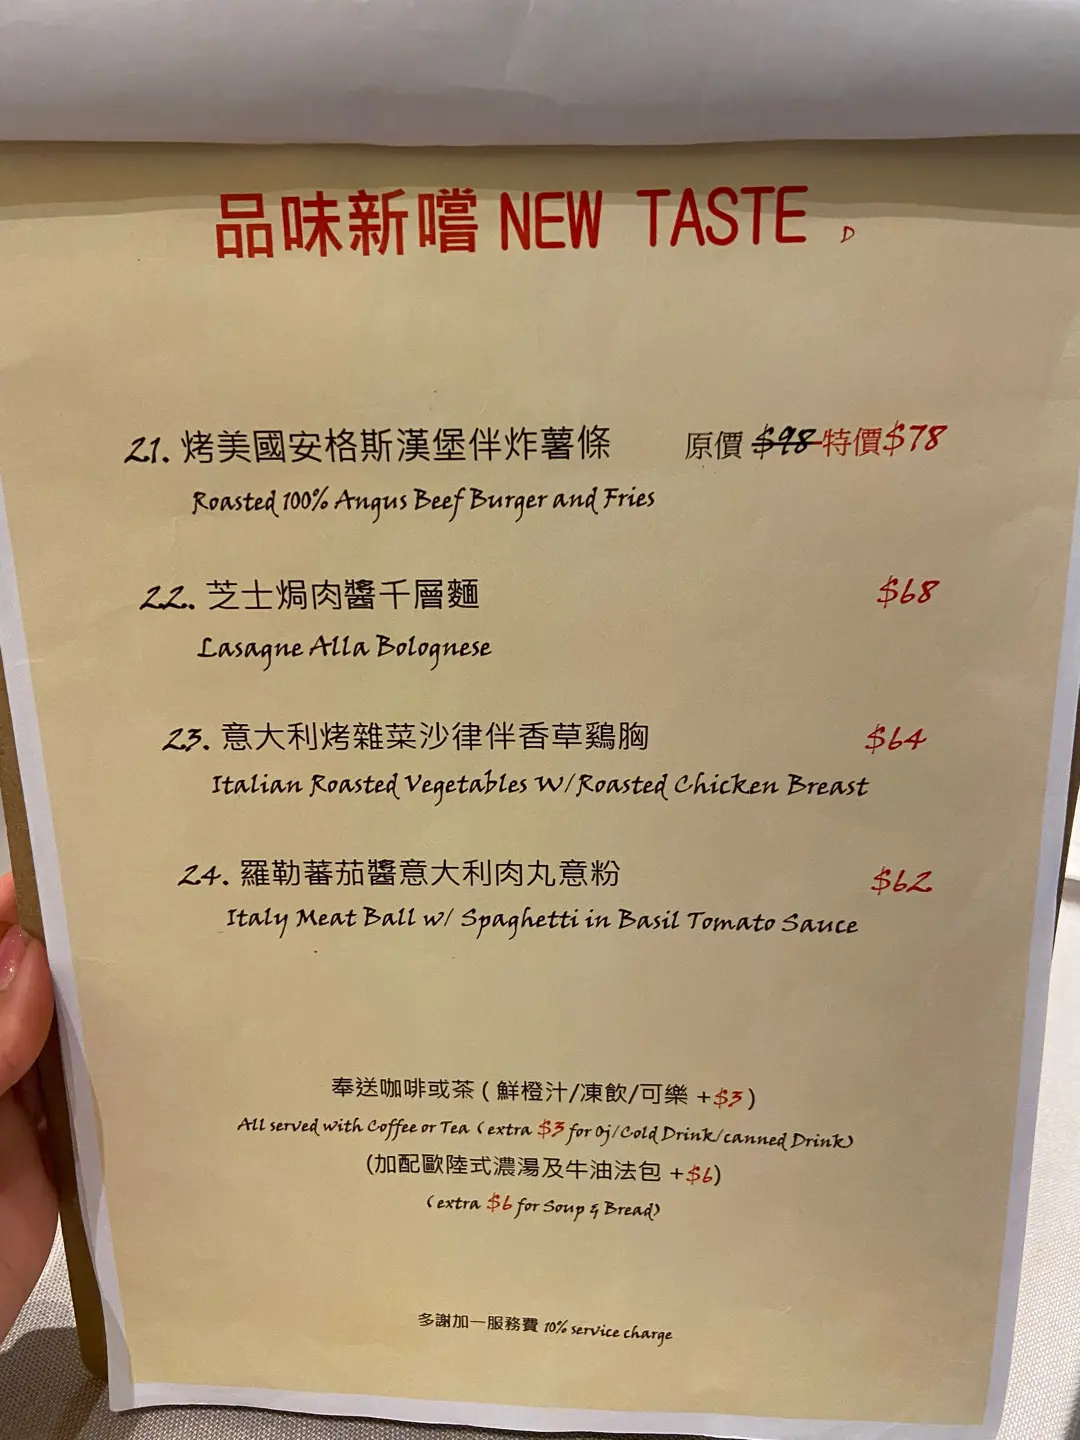 品味新嚐 NEW TASTE D
21. 烤美國安格斯漢堡伴炸薯條 原價 $98 特價$78
Roasted 100% Angus Beef Burger and Fries
22. 芝士焗肉醬千層麵 $68
Lasagne Alla Bolognese
23. 意大利烤雜菜沙律伴香草鷄胸 $64
Italian Roasted Vegetables W/Roasted Chicken Breast
24. 羅勒蕃茄醬意大利肉丸意粉 $62
Italy Meat Ball w/ Spaghetti in Basil Tomato Sauce
奉送咖啡或茶 ( 鮮橙汁/凍飲/可樂 +$3 )
All served with Coffee or Tea (extra $3 for Oj/Cold Drink/canned Drink)
(加配歐陸式濃湯及牛油法包 +$6)
(extra $6 for Soup & Bread)
多謝加一服務費 10% service charge